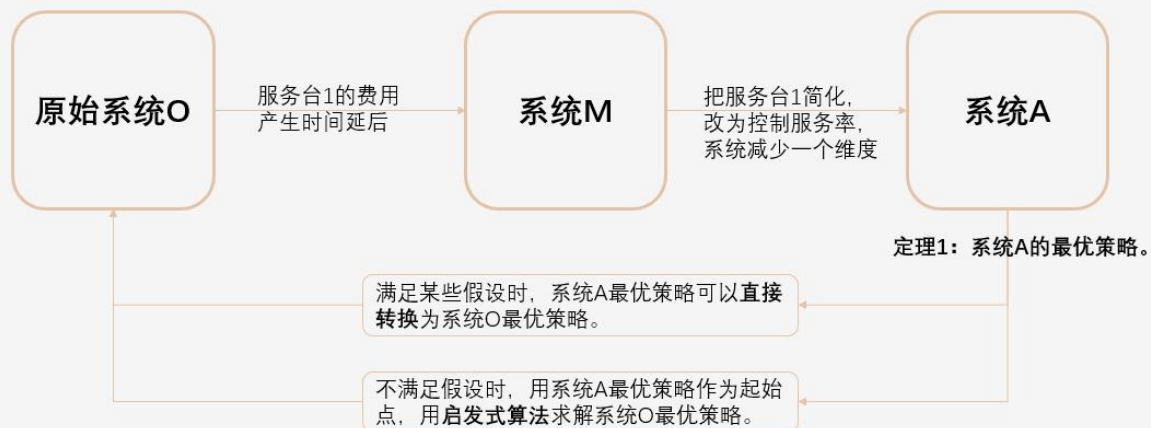 原始系统O
服务台1的费用
产生时间延后
系统M
把服务台1简化，
改为控制服务率，
系统减少一个维度
系统A
定理1：系统A的最优策略。
满足某些假设时，系统A最优策略可以直接
转换为系统O最优策略。
不满足假设时，用系统A最优策略作为起始
点，用启发式算法求解系统O最优策略。